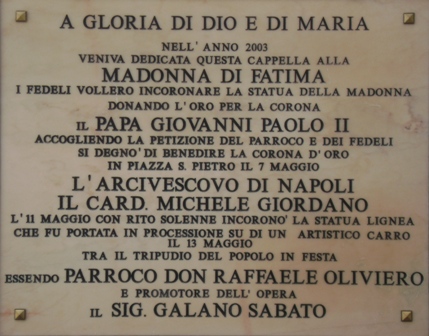 A GLORIA DI DIO E DI MARIA
NELL' ANNO 2003
VENIVA DEDICATA QUESTA CAPPELLA ALLA
MADONNA DI FATIMA
I FEDELI VOLLERO INCORONARE LA STATUA DELLA MADONNA
DONANDO L'ORO PER LA CORONA
IL PAPA GIOVANNI PAOLO II
ACCOGLIENDO LA PETIZIONE DEL PARROCO E DEI FEDELI
SI DEGNO' DI BENEDIRE LA CORONA D'ORO
IN PIAZZA S. PIETRO IL 7 MAGGIO
L'ARCIVESCOVO DI NAPOLI
IL CARD. MICHELE GIORDANO
L'11 MAGGIO CON RITO SOLENNE INCORONO' LA STATUA LIGNEA
CHE FU PORTATA IN PROCESSIONE SU DI UN ARTISTICO CARRO
IL 13 MAGGIO
TRA IL TRIPUDIO DEL POPOLO IN FESTA
ESSENDO PARROCO DON RAFFAELE OLIVIERO
E PROMOTORE DELL' OPERA
IL SIG. GALANO SABATO